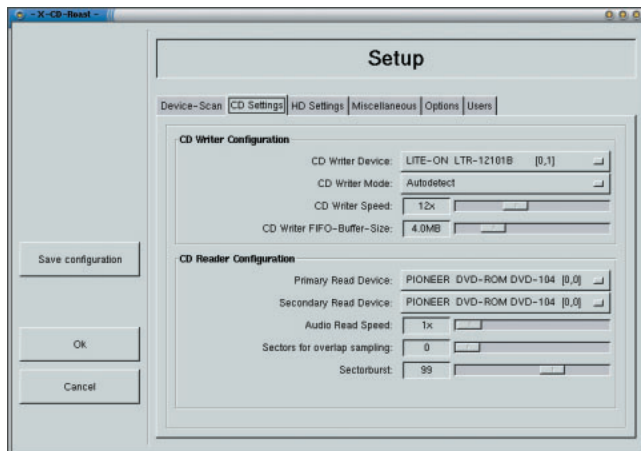 - X-CD-Roast -
Setup
Device-Scan CD Settings HD Settings Miscellaneous Options Users
CD Writer Configuration
CD Writer Device: LITE-ON LTR-12101B [0,1]
CD Writer Mode: Autodetect
CD Writer Speed: 12x
CD Writer FIFO-Buffer-Size: 4.0MB
CD Reader Configuration
Primary Read Device: PIONEER DVD-ROM DVD-104 [0,0]
Secondary Read Device: PIONEER DVD-ROM DVD-104 [0,0]
Audio Read Speed: 1x
Sectors for overlap sampling: 0
Sectorburst: 99
Save configuration
Ok
Cancel